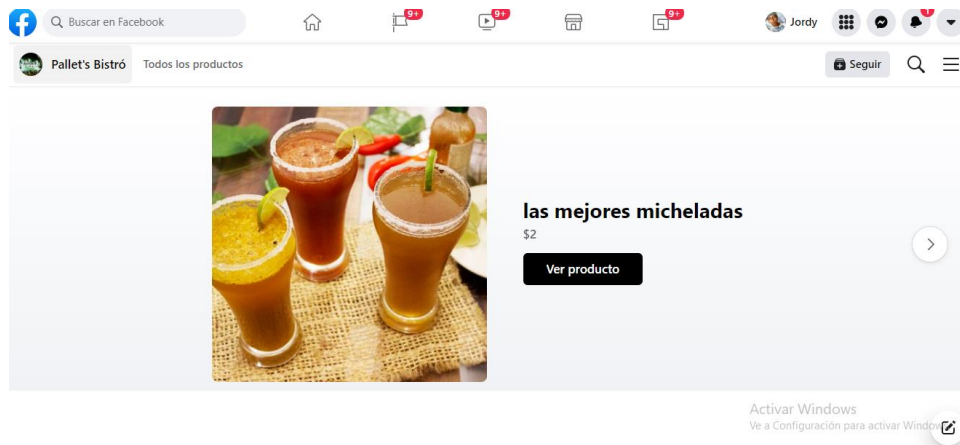 Buscar en Facebook
9+
9+
9+
Jordy
1
Pallet's Bistró
Todos los productos
Seguir
las mejores micheladas
$2
Ver producto
Activar Windows
Ve a Configuración para activar Windows